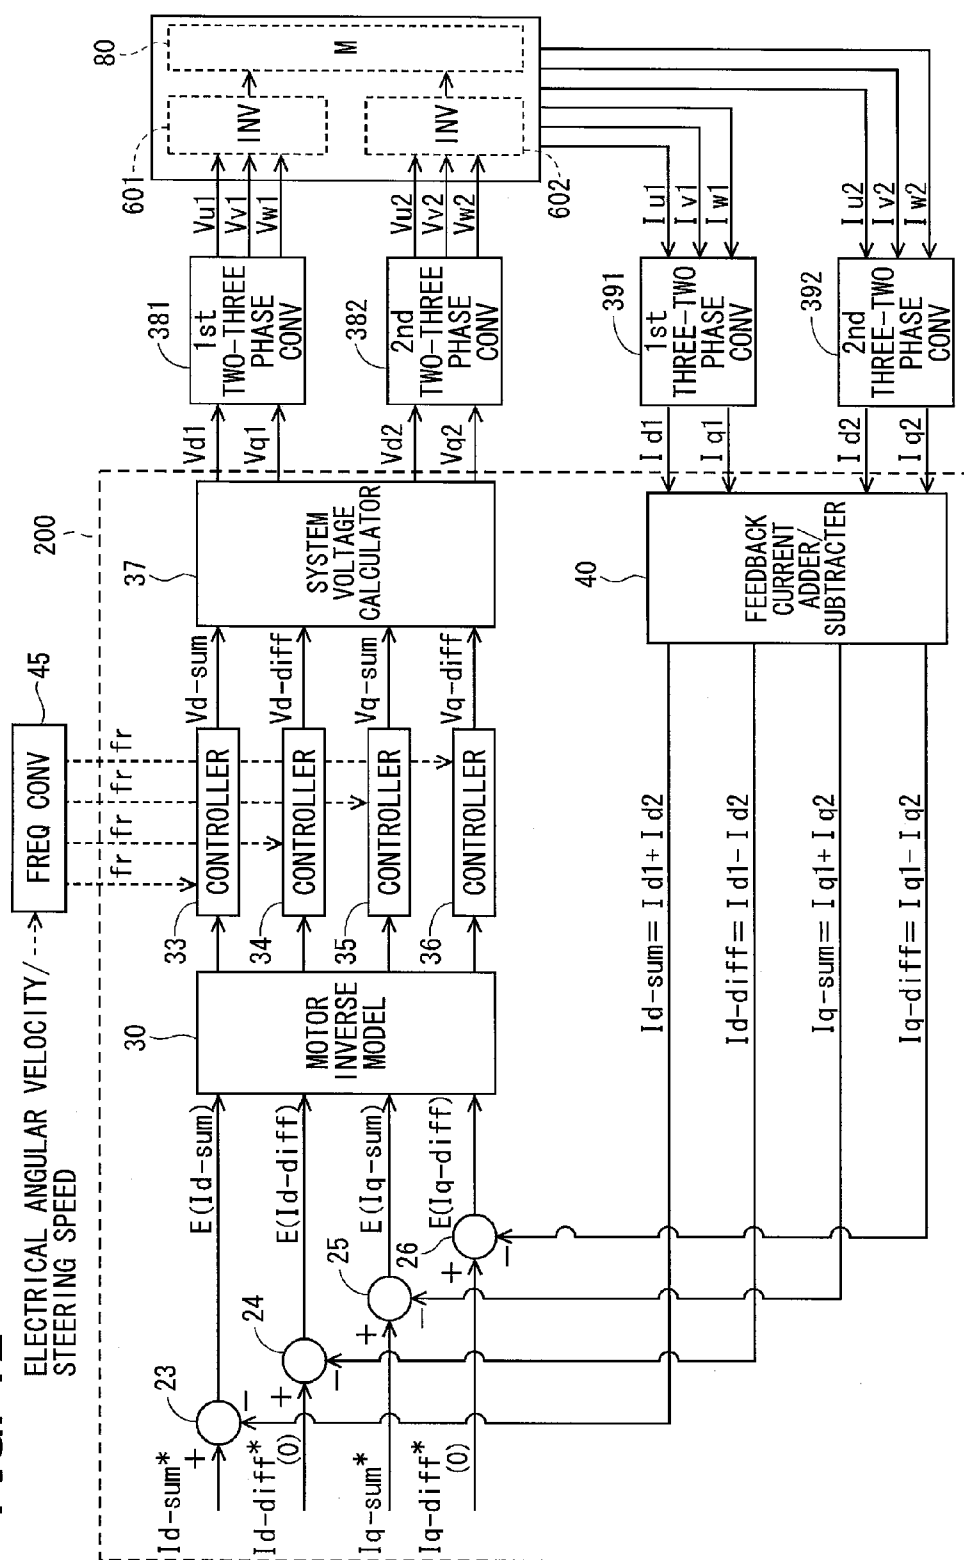 ELECTRICAL ANGULAR VELOCITY/
STEERING SPEED
FREQ CONV
45
200
fr
fr
fr
fr
Id-sum*
+
-
23
E(Id-sum)
Id-diff*
(0)
+
-
24
E(Id-diff)
Iq-sum*
+
-
25
E(Iq-sum)
Iq-diff*
(0)
+
-
26
E(Iq-diff)
30
MOTOR
INVERSE
MODEL
33
CONTROLLER
34
CONTROLLER
35
CONTROLLER
36
CONTROLLER
Vd-sum
Vd-diff
Vq-sum
Vq-diff
37
SYSTEM
VOLTAGE
CALCULATOR
Vd1
Vq1
Vd2
Vq2
381
1st
TWO-THREE
PHASE
CONV
382
2nd
TWO-THREE
PHASE
CONV
Vu1
Vv1
Vw1
Vu2
Vv2
Vw2
601
INV
INV
602
80
M
Iu1
Iv1
Iw1
Iu2
Iv2
Iw2
391
1st
THREE-TWO
PHASE
CONV
392
2nd
THREE-TWO
PHASE
CONV
Id1
Iq1
Id2
Iq2
40
FEEDBACK
CURRENT
ADDER/
SUBTRACTER
Id-sum=Id1+Id2
Id-diff=Id1-Id2
Iq-sum=Iq1+Iq2
Iq-diff=Iq1-Iq2